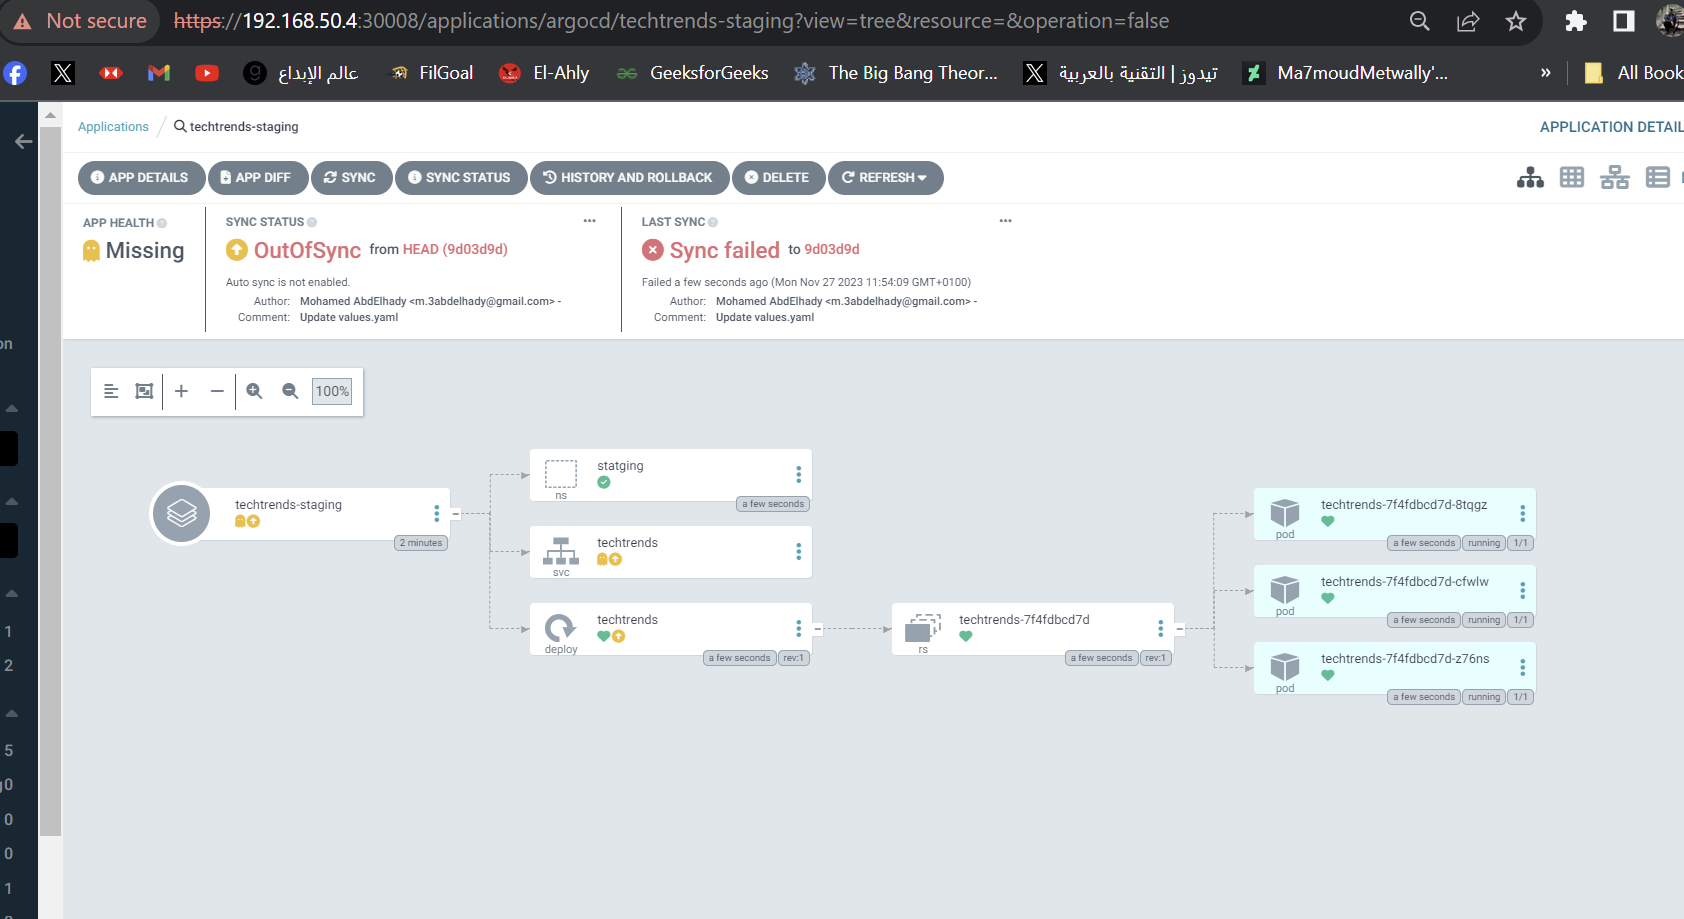 Not secure https://192.168.50.4:30008/applications/argocd/techtrends-staging?view=tree&resource=&operation=false
عالم الإبداع FilGoal El-Ahly GeeksforGeeks The Big Bang Theor... تيدوز | التقنية بالعربية Ma7moudMetwally'... » All Book
Applications / techtrends-staging APPLICATION DETAIL
APP DETAILS APP DIFF SYNC SYNC STATUS HISTORY AND ROLLBACK DELETE REFRESH
APP HEALTH
Missing
SYNC STATUS
OutOfSync from HEAD (9d03d9d)
Auto sync is not enabled.
Author: Mohamed AbdElhady <m.3abdelhady@gmail.com> -
Comment: Update values.yaml
LAST SYNC
Sync failed to 9d03d9d
Failed a few seconds ago (Mon Nov 27 2023 11:54:09 GMT+0100)
Author: Mohamed AbdElhady <m.3abdelhady@gmail.com> -
Comment: Update values.yaml
on
1
2
5
0
0
0
1
100%
techtrends-staging
2 minutes
statging
ns
a few seconds
techtrends
svc
techtrends
deploy
a few seconds rev:1
techtrends-7f4fdbcd7d
rs
a few seconds rev:1
techtrends-7f4fdbcd7d-8tqgz
pod
a few seconds running 1/1
techtrends-7f4fdbcd7d-cfwlw
pod
a few seconds running 1/1
techtrends-7f4fdbcd7d-z76ns
pod
a few seconds running 1/1